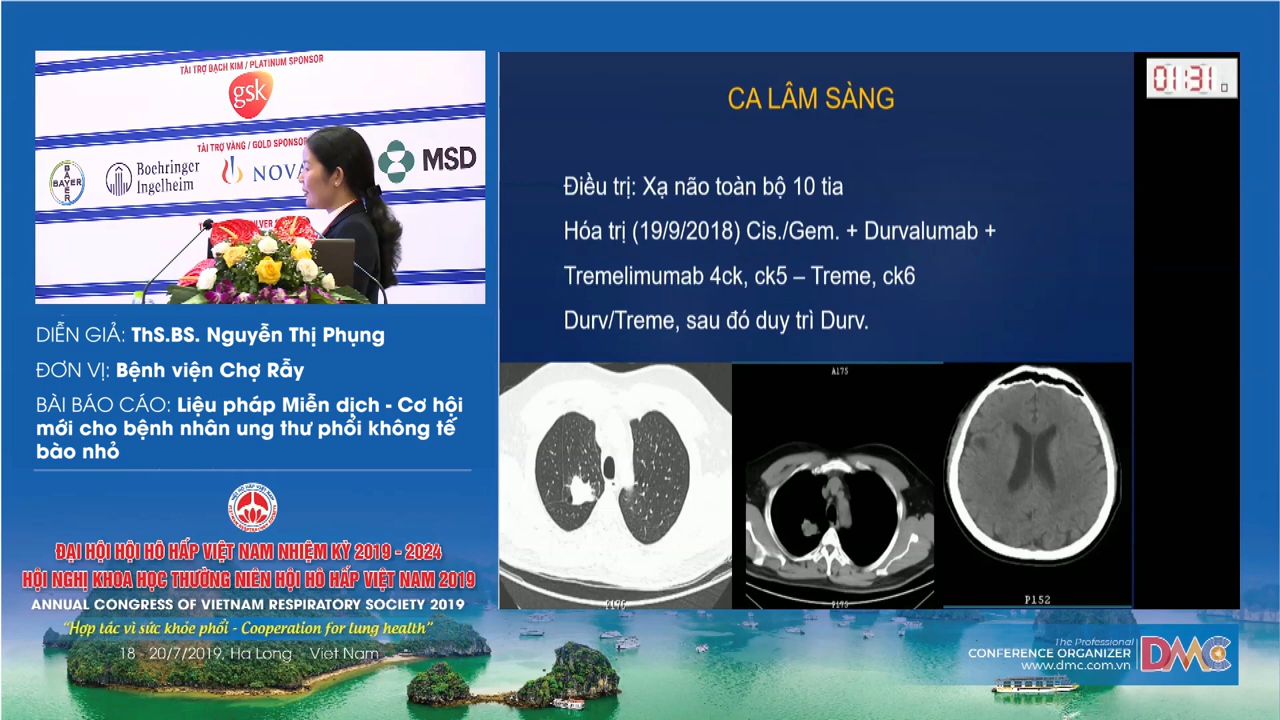 TÀI TRỢ BẠCH KIM / PLATINUM SPONSOR
gsk
TÀI TRỢ VÀNG / GOLD SPONSOR
BAYER
BAYER
Boehringer
Ingelheim
NOVA
MSD
DIỄN GIẢ: ThS.BS. Nguyễn Thị Phụng
ĐƠN VỊ: Bệnh viện Chợ Rẫy
BÀI BÁO CÁO: Liệu pháp Miễn dịch - Cơ hội
mới cho bệnh nhân ung thư phổi không tế
bào nhỏ
ĐẠI HỘI HỘI HÔ HẤP VIỆT NAM NHIỆM KỲ 2019 - 2024
HỘI NGHỊ KHOA HỌC THƯỜNG NIÊN HỘI HÔ HẤP VIỆT NAM 2019
ANNUAL CONGRESS OF VIETNAM RESPIRATORY SOCIETY 2019
“Hợp tác vì sức khỏe phổi - Cooperation for lung health”
18 - 20/7/2019, Ha Long Viet Nam
CA LÂM SÀNG
Điều trị: Xạ não toàn bộ 10 tia
Hóa trị (19/9/2018) Cis./Gem. + Durvalumab +
Tremelimumab 4ck, ck5 – Treme, ck6
Durv/Treme, sau đó duy trì Durv.
A175
P175
P152
01:31
The Professional
CONFERENCE ORGANIZER
www.dmc.com.vn
DMC